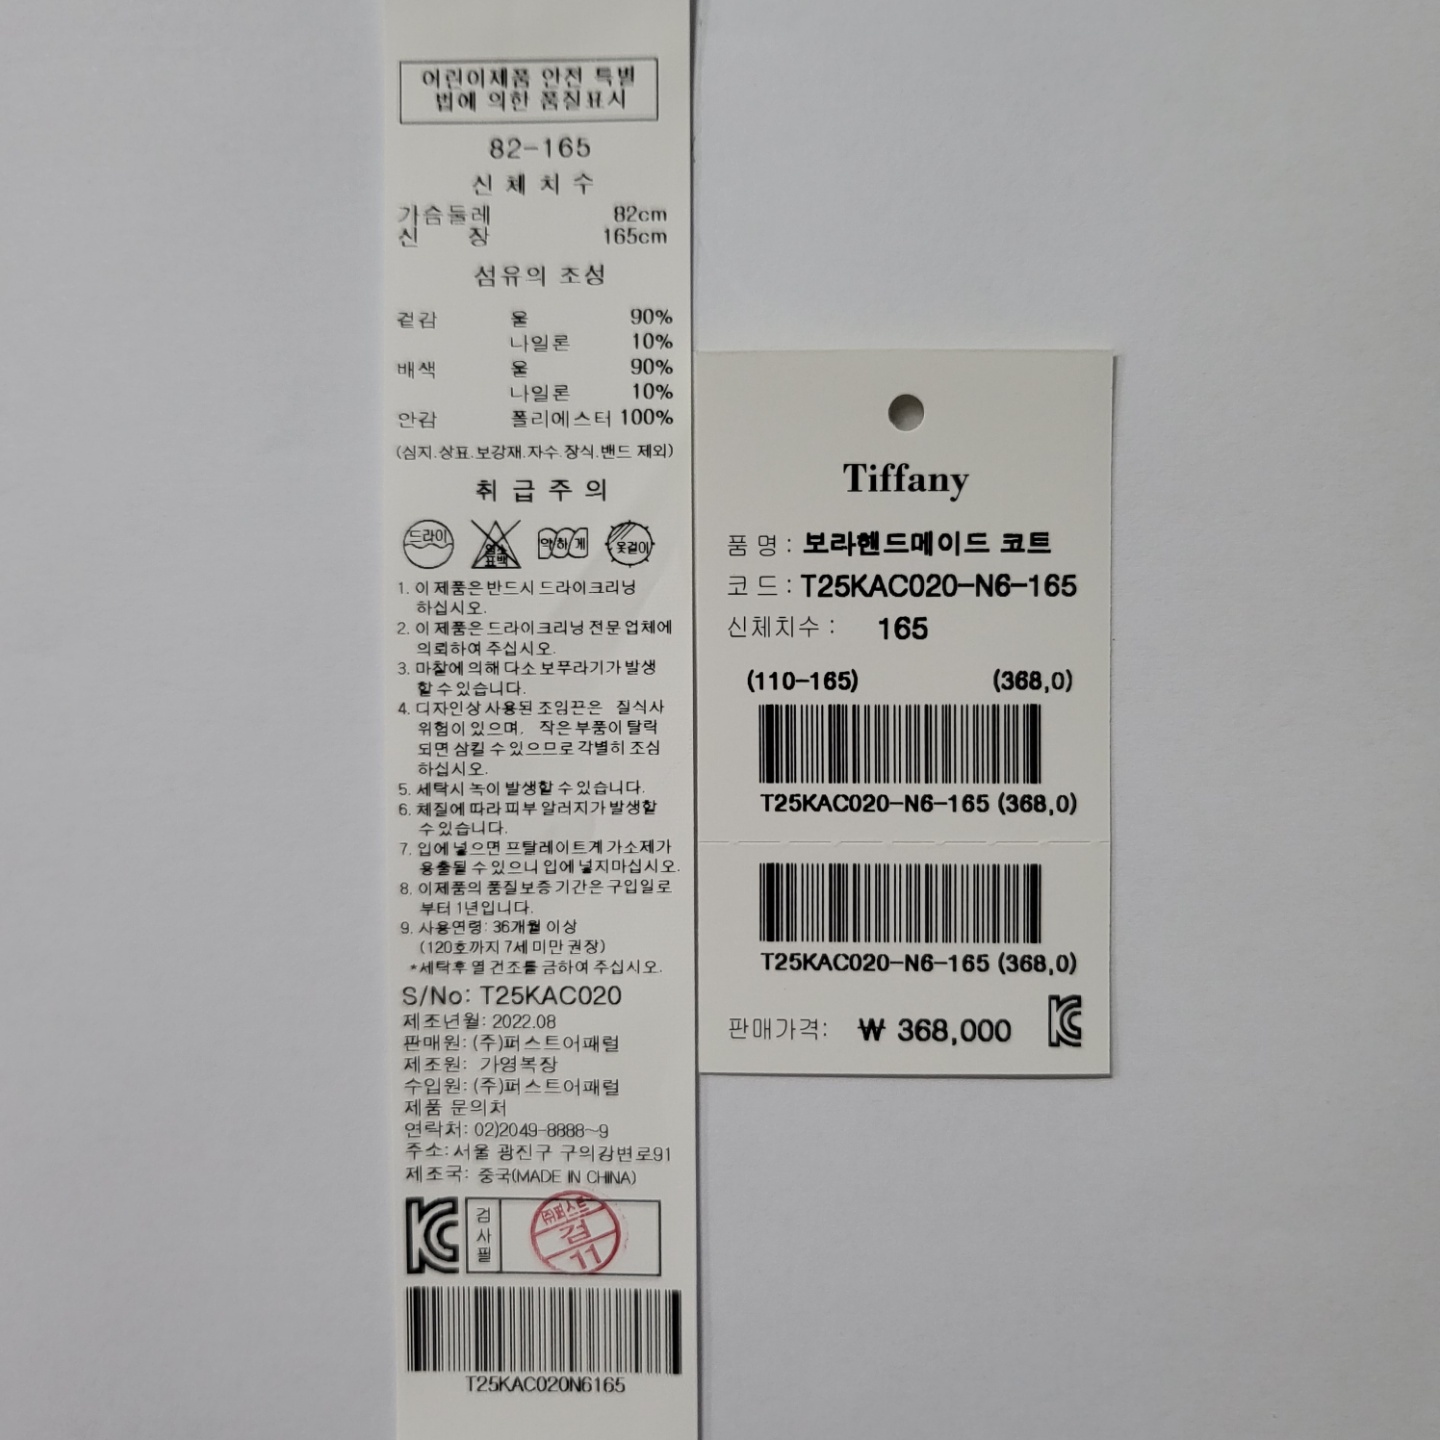 어린이제품 안전 특별
법에 의한 품질표시
82-165
신 체 치 수
가슴둘레 82cm
신 장 165cm
섬유의 조성
겉감 울 90%
나일론 10%
배색 울 90%
나일론 10%
안감 폴리에스터 100%
(심지.상표.보강재.자수.장식.밴드 제외)
취 급 주 의
드라이
염소
표백
약하게
옷걸이
1. 이 제품은 반드시 드라이크리닝
하십시오.
2. 이 제품은 드라이크리닝 전문 업체에
의뢰하여 주십시오.
3. 마찰에 의해 다소 보푸라기가 발생
할 수 있습니다.
4. 디자인상 사용된 조임끈은 질식사
위험이 있으며, 작은 부품이 탈락
되면 삼킬 수 있으므로 각별히 조심
하십시오.
5. 세탁시 녹이 발생할 수 있습니다.
6. 체질에 따라 피부 알러지가 발생할
수 있습니다.
7. 입에 넣으면 프탈레이트계 가소제가
용출될 수 있으니 입에 넣지마십시오.
8. 이제품의 품질보증 기간은 구입일로
부터 1년입니다.
9. 사용연령: 36개월 이상
(120호까지 7세 미만 권장)
*세탁후 열 건조를 금하여 주십시오.
S/No: T25KAC020
제조년월: 2022.08
판매원: (주)퍼스트어패럴
제조원: 가영복장
수입원: (주)퍼스트어패럴
제품 문의처
연락처: 02)2049-8888~9
주소: 서울 광진구 구의강변로91
제조국: 중국(MADE IN CHINA)
KC
검사필
(주)퍼스트
검
11
T25KAC020N6165
Tiffany
품 명 : 보라핸드메이드 코트
코 드 : T25KAC020-N6-165
신체치수 : 165
(110-165) (368,0)
T25KAC020-N6-165 (368,0)
T25KAC020-N6-165 (368,0)
판매가격: ₩ 368,000 KC